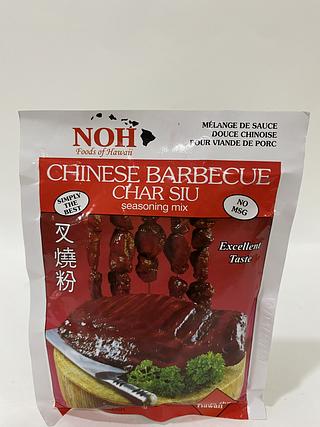 NOH
Foods of Hawaii
MÉLANGE DE SAUCE
DOUCE CHINOISE
POUR VIANDE DE PORC
CHINESE BARBECUE
CHAR SIU
seasoning mix
SIMPLY
THE
BEST
NO
MSG
叉燒粉
Excellent
Taste
Hawaii